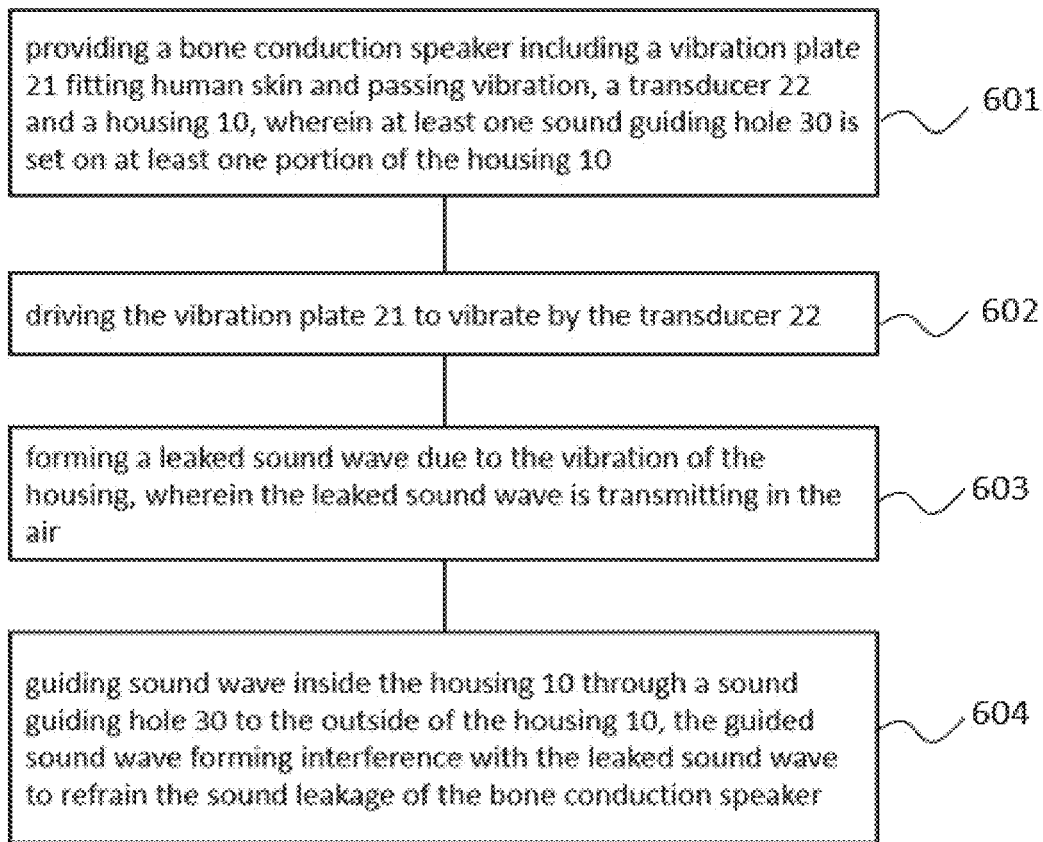 providing a bone conduction speaker including a vibration plate
21 fitting human skin and passing vibration, a transducer 22
and a housing 10, wherein at least one sound guiding hole 30 is
set on at least one portion of the housing 10
601
driving the vibration plate 21 to vibrate by the transducer 22
602
forming a leaked sound wave due to the vibration of the
housing, wherein the leaked sound wave is transmitting in the
air
603
guiding sound wave inside the housing 10 through a sound
guiding hole 30 to the outside of the housing 10, the guided
sound wave forming interference with the leaked sound wave
to refrain the sound leakage of the bone conduction speaker
604